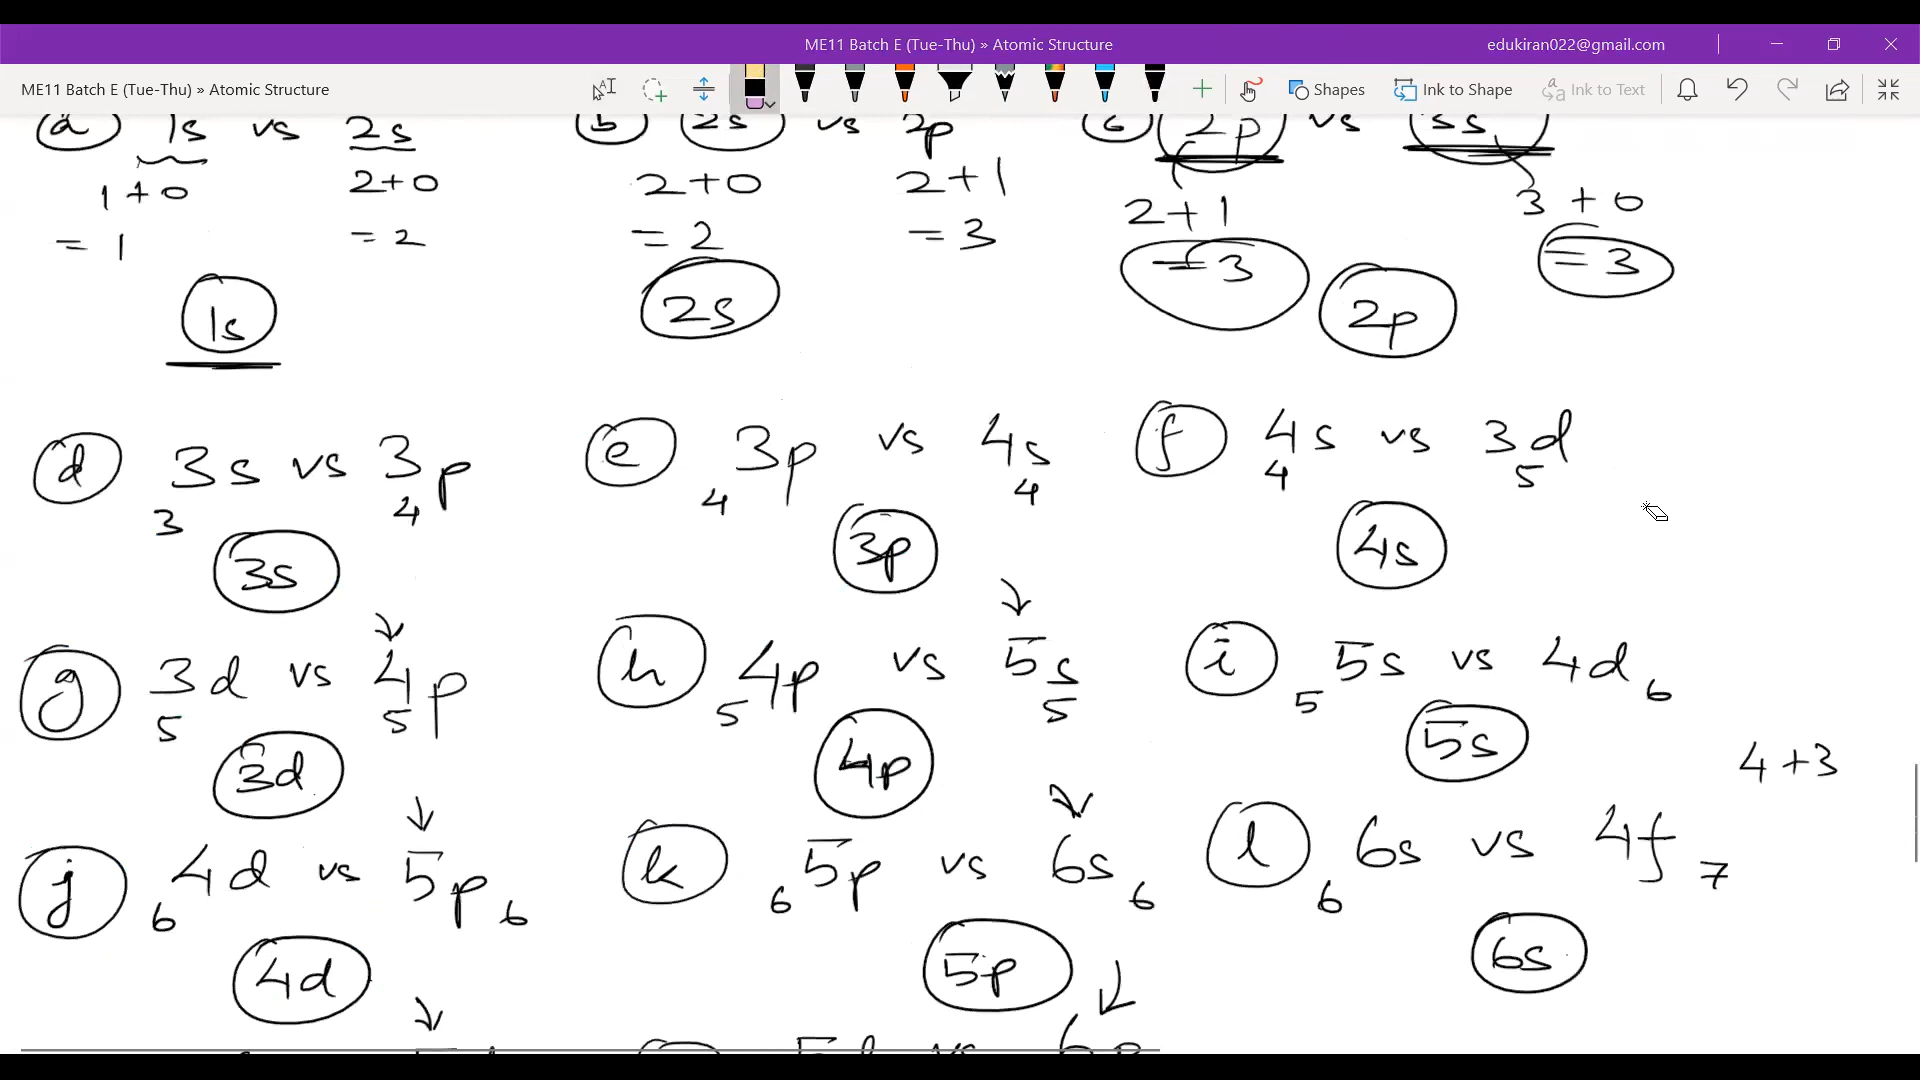 ME11 Batch E (Tue-Thu) » Atomic Structure
edukiran022@gmail.com
ME11 Batch E (Tue-Thu) » Atomic Structure
Shapes
Ink to Shape
Ink to Text
a 1s vs 2s
1 + 0 2+0
= 1 = 2
1s
b 2s vs 2p
2+0 2+1
= 2 = 3
2s
c 2p vs 3s
2+1 3 + 0
= 3 = 3
2p
d 3s vs 3p
3 4
3s
e 3p vs 4s
4 4
3p
f 4s vs 3d
4 5
4s
g 3d vs 4p
5 5
3d
h 4p vs 5s
5 5
4p
i 5s vs 4d
5 6
5s
4+3
j 4d vs 5p
6 6
4d
k 5p vs 6s
6 6
5p
l 6s vs 4f
6 7
6s
vs 6p